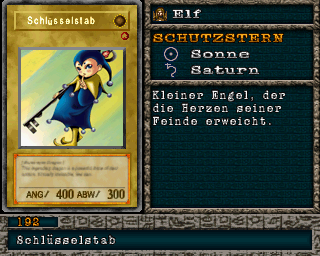 Schlüsselstab
ANG/ 400 ABW/ 300
Elf
SCHUTZSTERN
Sonne
Saturn
Kleiner Engel, der
die Herzen seiner
Feinde erweicht.
192
Schlüsselstab